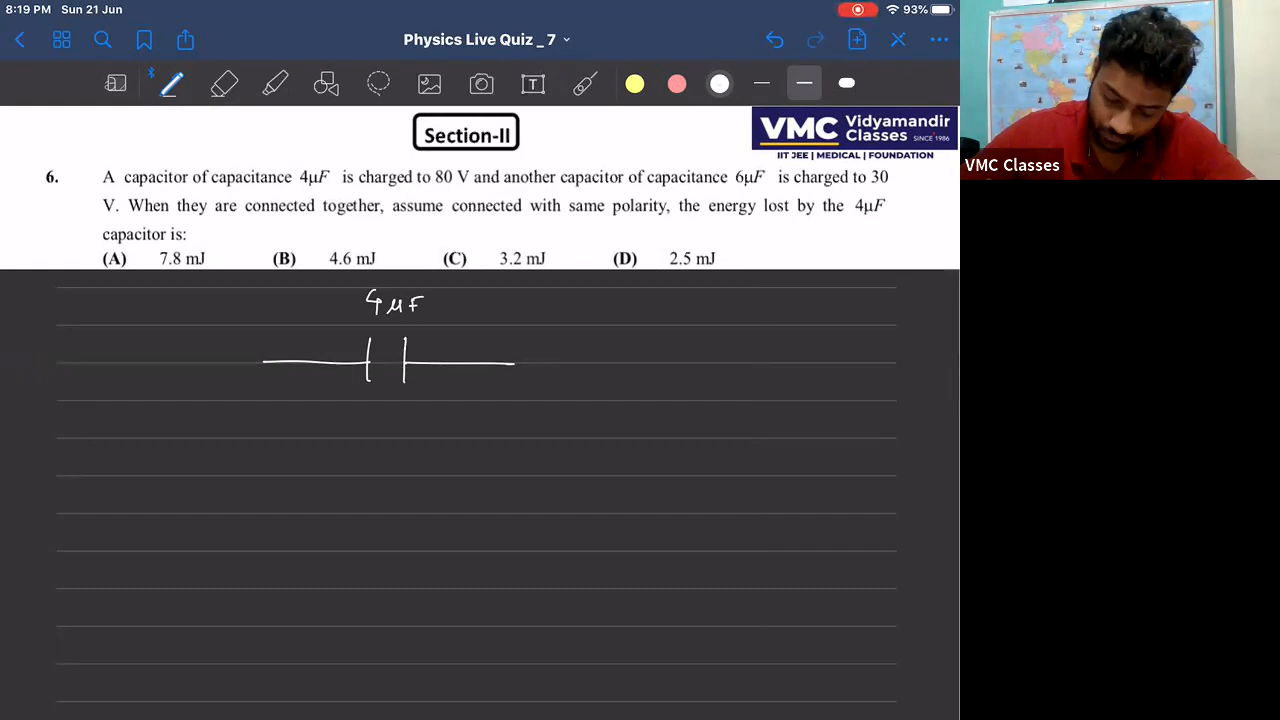 8:19 PM Sun 21 Jun
93%
Physics Live Quiz _ 7
T
Section-II
VMC Vidyamandir Classes SINCE 1986
IIT JEE | MEDICAL | FOUNDATION
VMC Classes
6. A capacitor of capacitance 4μF is charged to 80 V and another capacitor of capacitance 6μF is charged to 30
V. When they are connected together, assume connected with same polarity, the energy lost by the 4μF
capacitor is:
(A) 7.8 mJ (B) 4.6 mJ (C) 3.2 mJ (D) 2.5 mJ
4μF